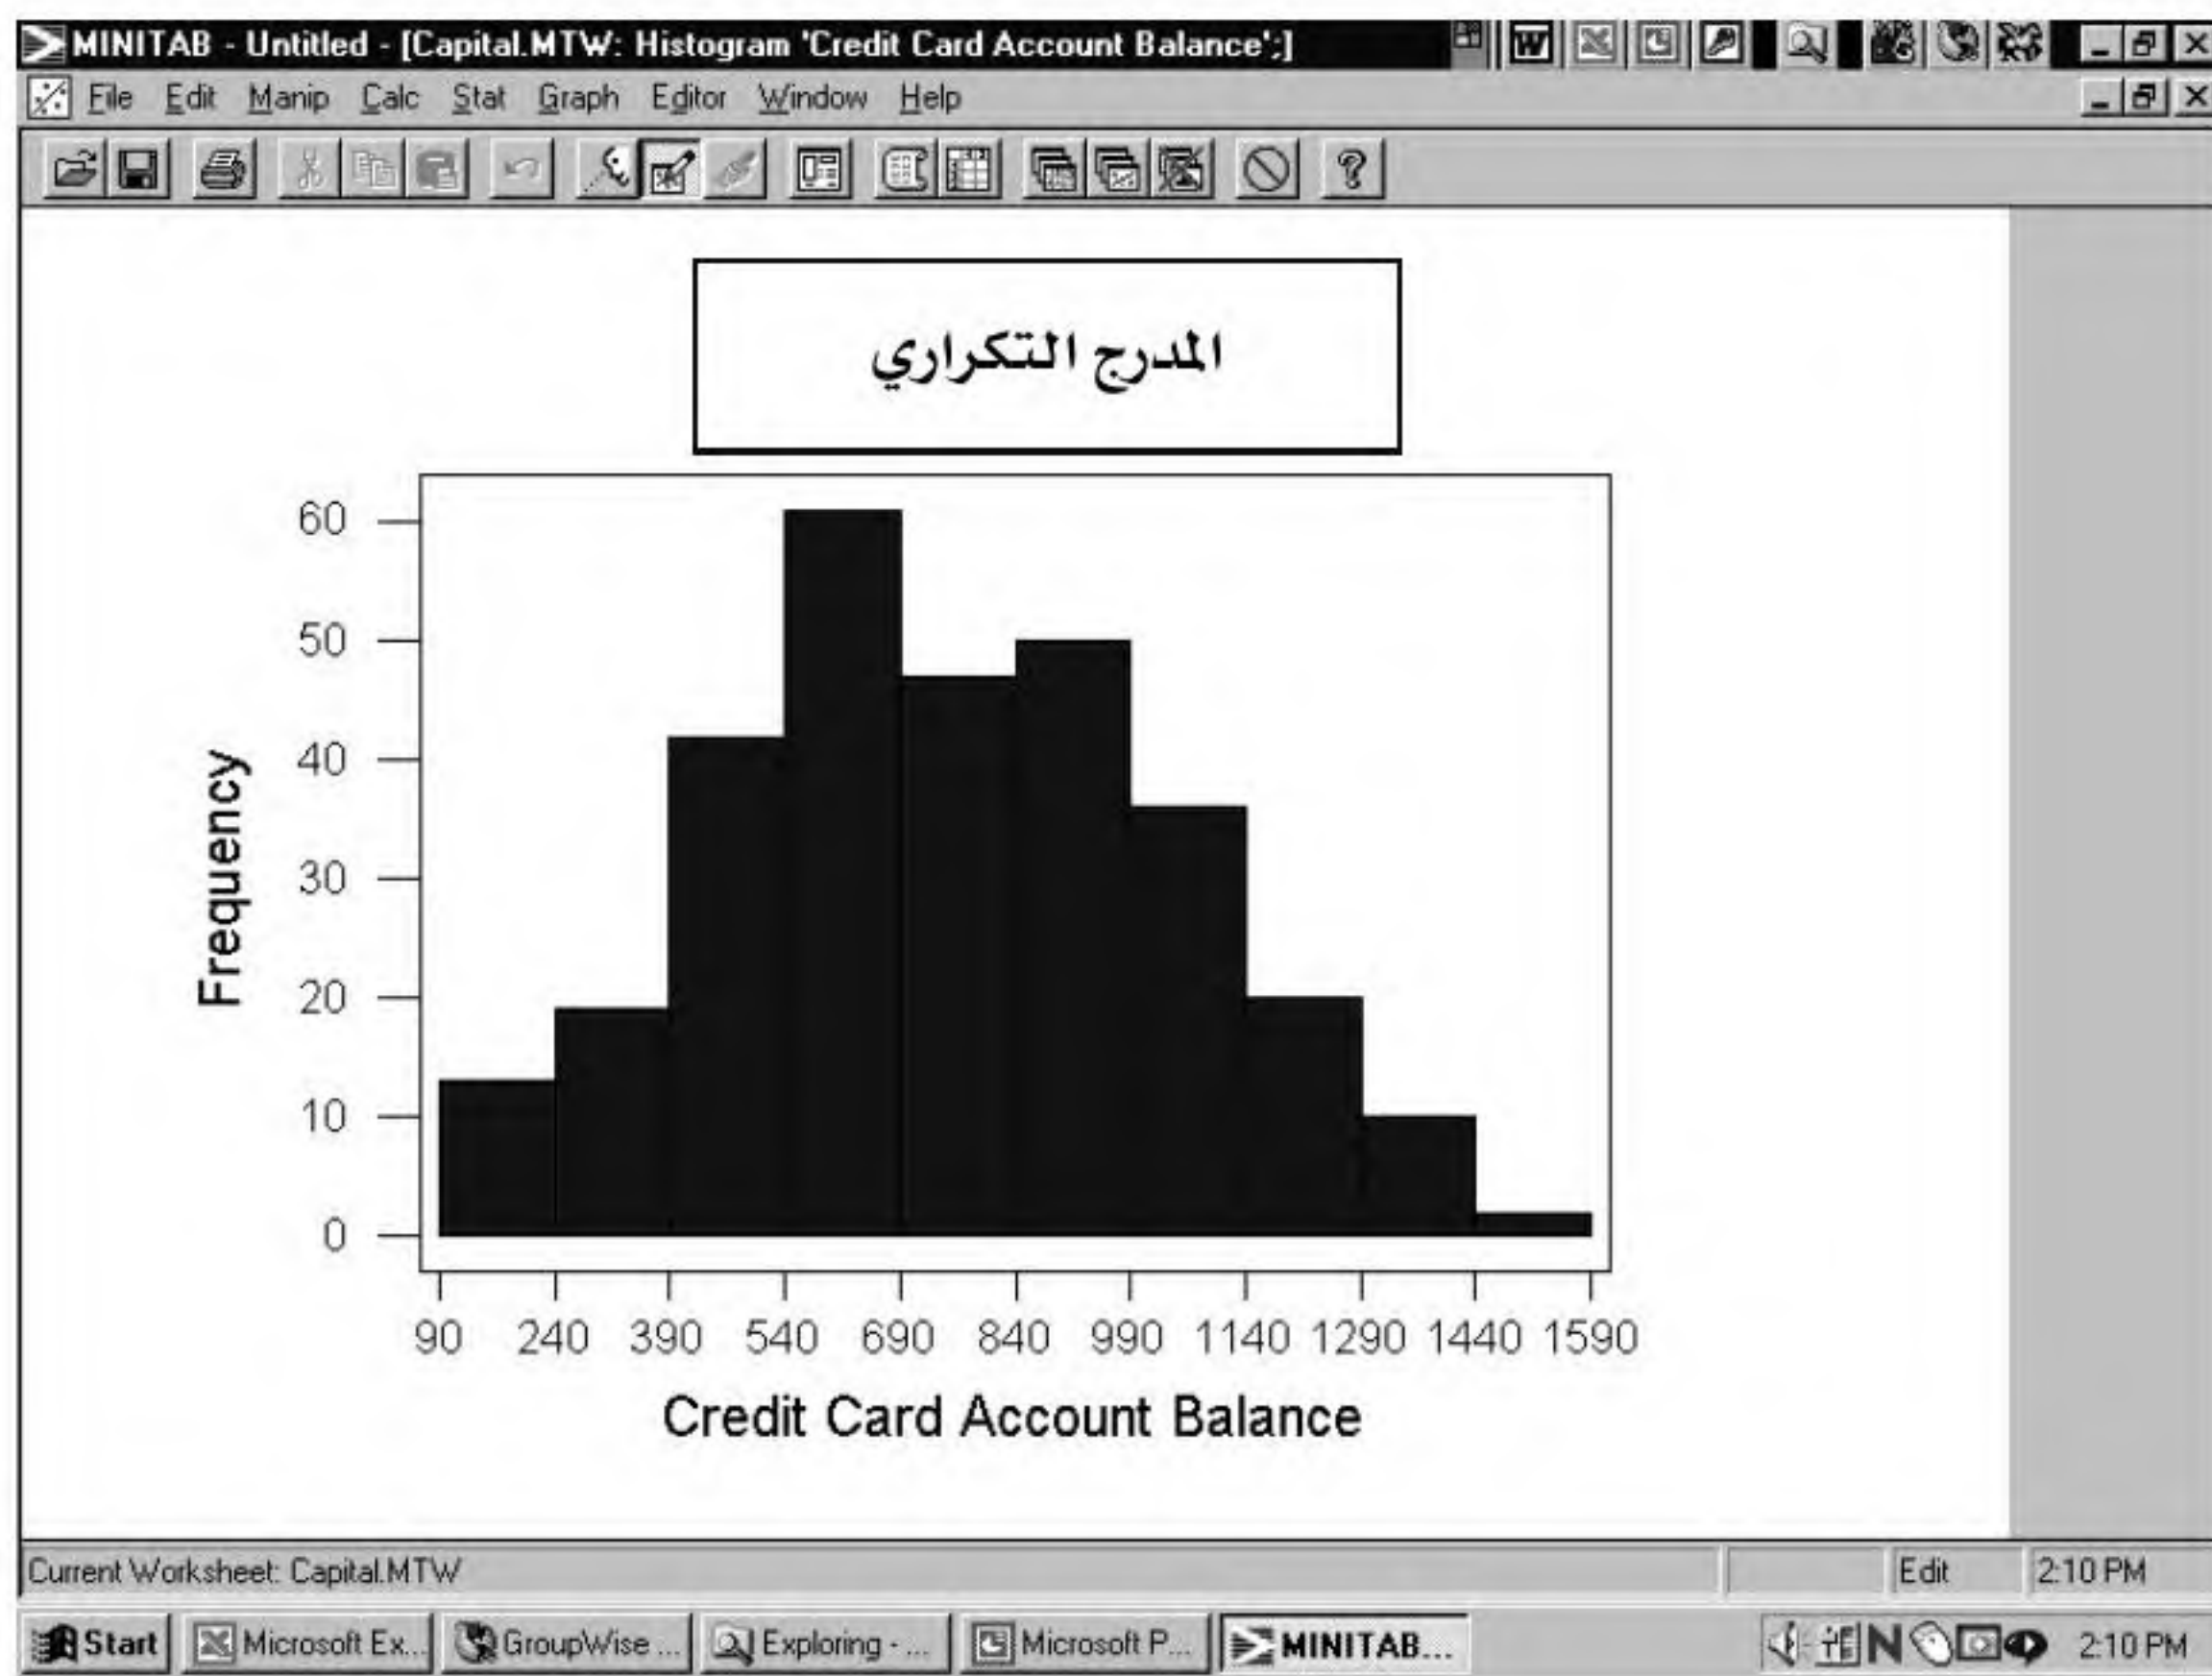 MINITAB - Untitled - [Capital.MTW: Histogram 'Credit Card Account Balance';]
File Edit Manip Calc Stat Graph Editor Window Help
المدرج التكراري
60
50
40
30
20
10
0
Frequency
90 240 390 540 690 840 990 1140 1290 1440 1590
Credit Card Account Balance
Current Worksheet: Capital.MTW Edit 2:10 PM
Start Microsoft Ex... GroupWise ... Exploring - ... Microsoft P... MINITAB... 2:10 PM